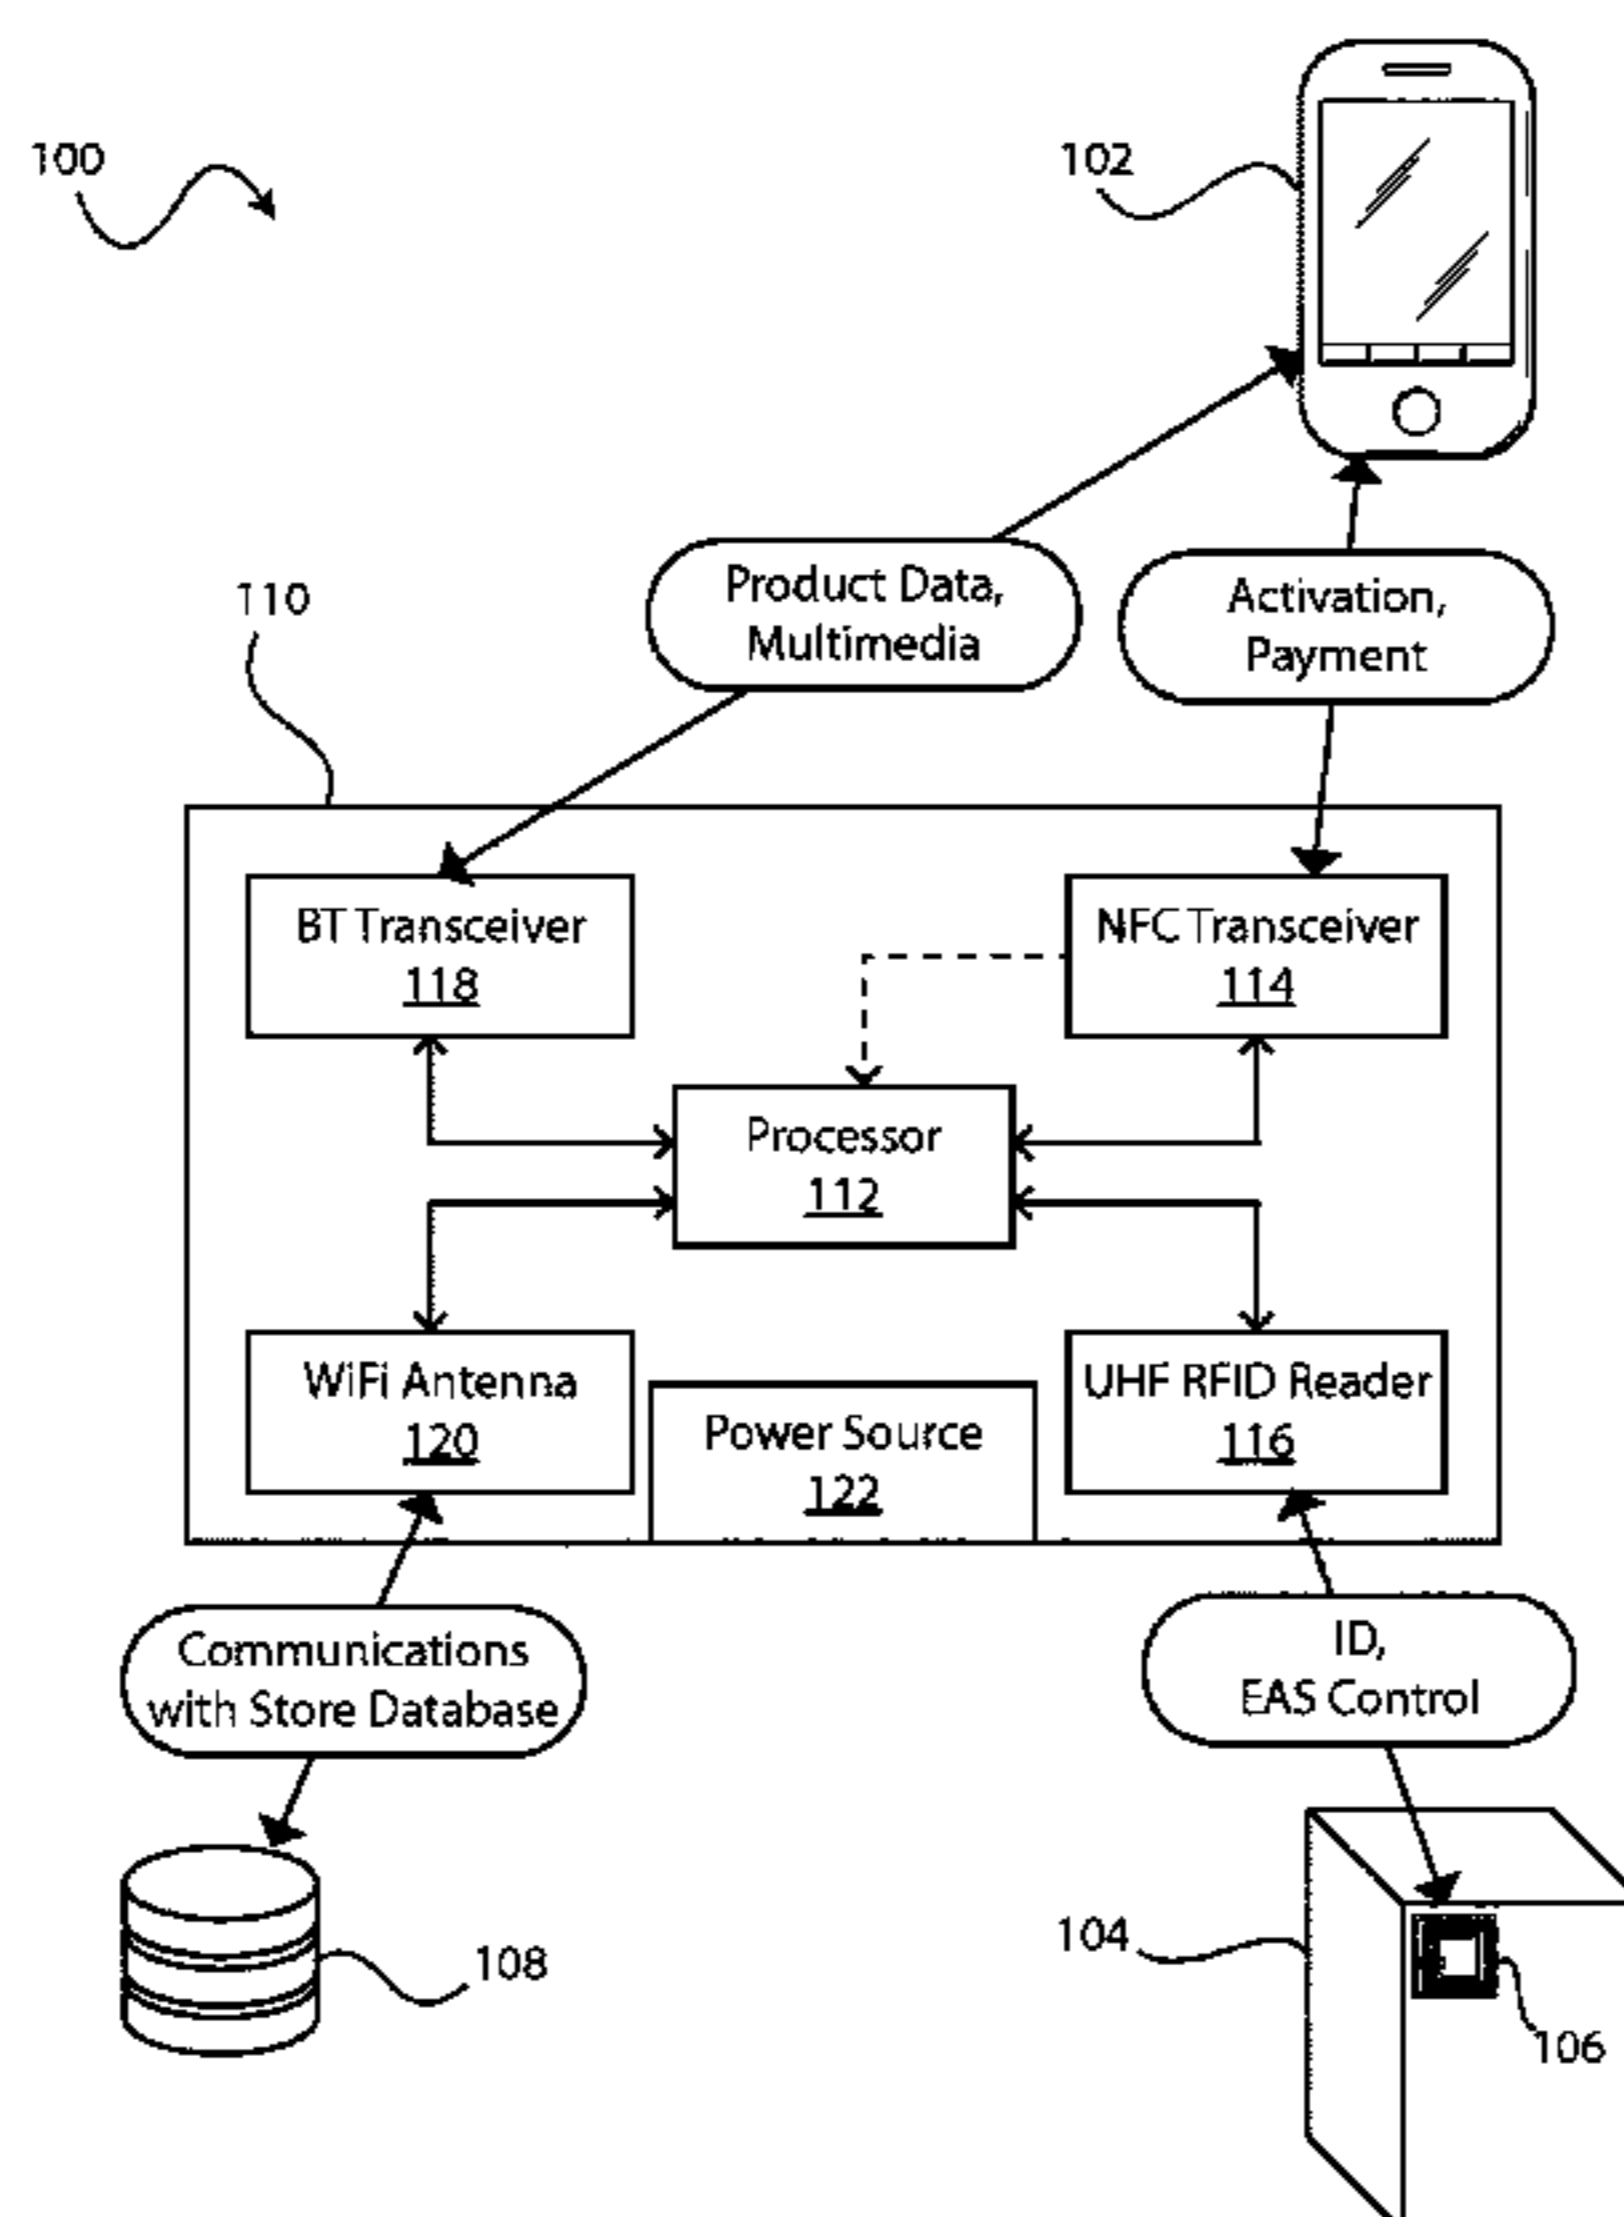 100
102
Product Data,
Multimedia
Activation,
Payment
110
BT Transceiver
118
NFC Transceiver
114
Processor
112
WiFi Antenna
120
Power Source
122
UHF RFID Reader
116
Communications
with Store Database
ID,
EAS Control
108
104
106